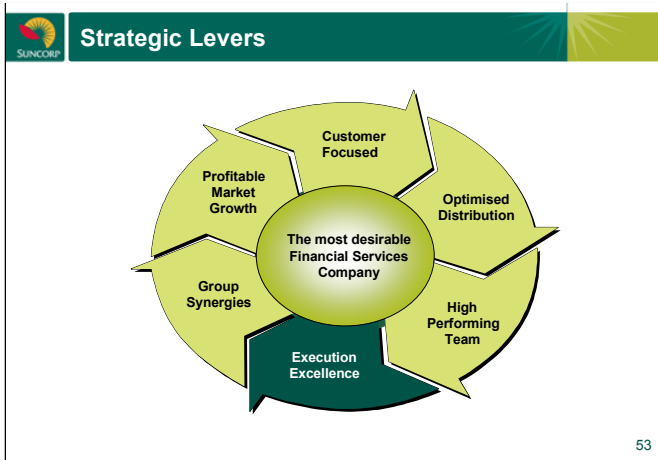 SUNCORP
Strategic Levers
Customer
Focused
Optimised
Distribution
High
Performing
Team
Execution
Excellence
Group
Synergies
Profitable
Market
Growth
The most desirable
Financial Services
Company
53